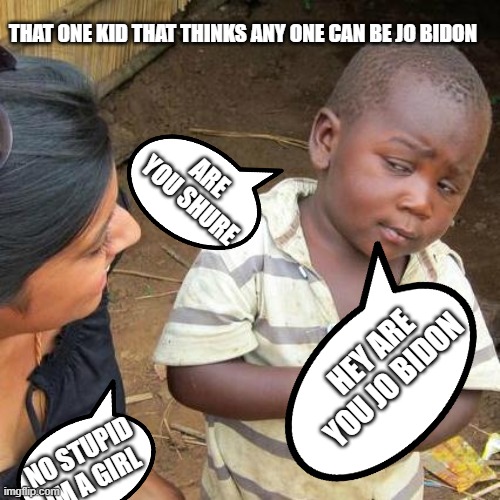 THAT ONE KID THAT THINKS ANY ONE CAN BE JO BIDON
ARE
YOU SHURE
HEY ARE
YOU JO BIDON
NO STUPID
A GIRL
imgflip.com